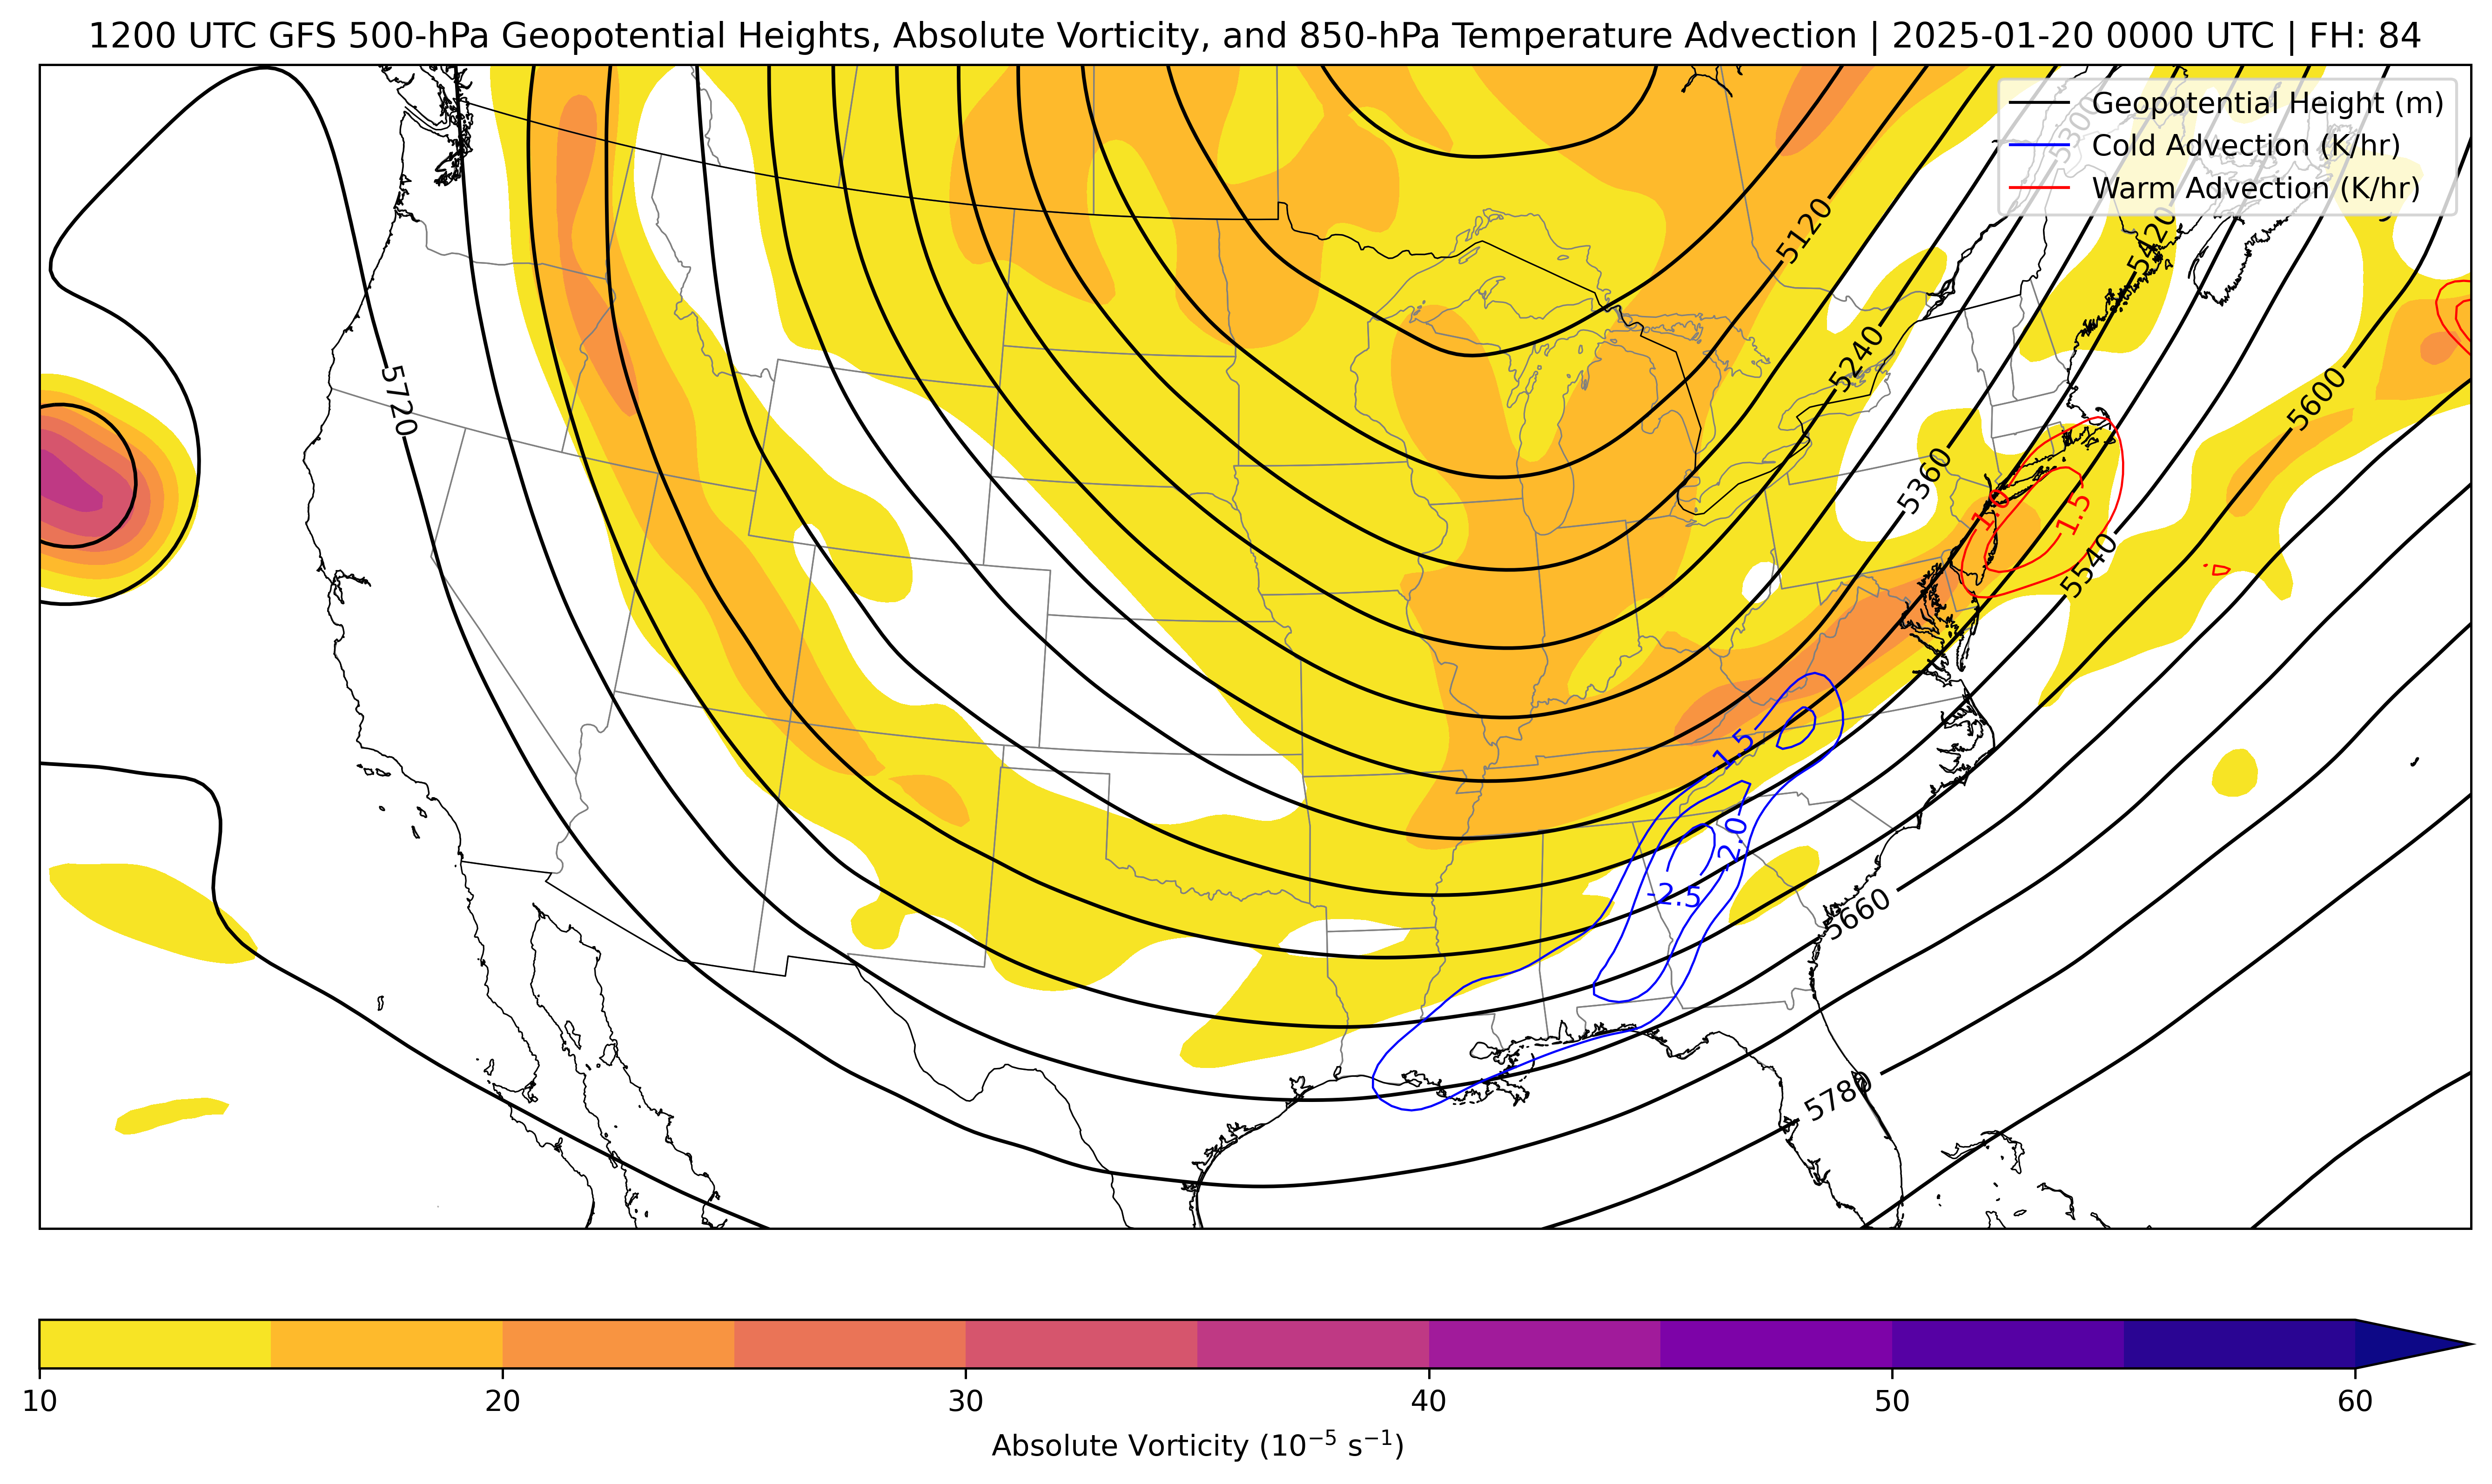 1200 UTC GFS 500-hPa Geopotential Heights, Absolute Vorticity, and 850-hPa Temperature Advection | 2025-01-20 0000 UTC | FH: 84
Geopotential Height (m)
Cold Advection (K/hr)
Warm Advection (K/hr)
5300
5120
5420
5240
5720
5600
5360
1.0
1.5
5540
-1.5
-2.0
-2.5
5660
5780
10 20 30 40 50 60
Absolute Vorticity (10⁻⁵ s⁻¹)